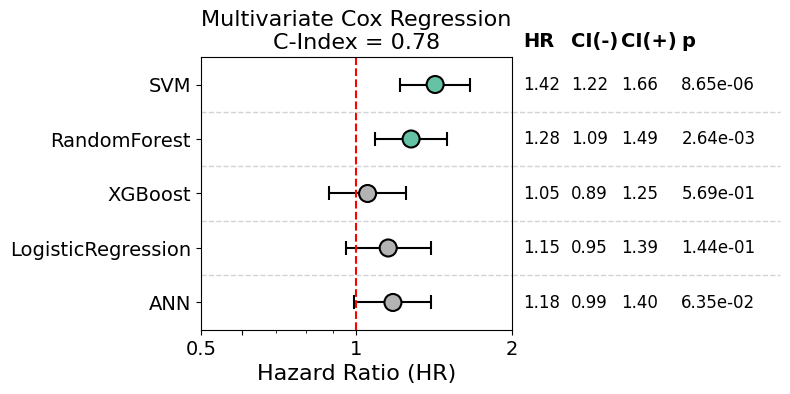 Multivariate Cox Regression
C-Index = 0.78
HR CI(-) CI(+) p
SVM 1.42 1.22 1.66 8.65e-06
RandomForest 1.28 1.09 1.49 2.64e-03
XGBoost 1.05 0.89 1.25 5.69e-01
LogisticRegression 1.15 0.95 1.39 1.44e-01
ANN 1.18 0.99 1.40 6.35e-02
0.5 1 2
Hazard Ratio (HR)